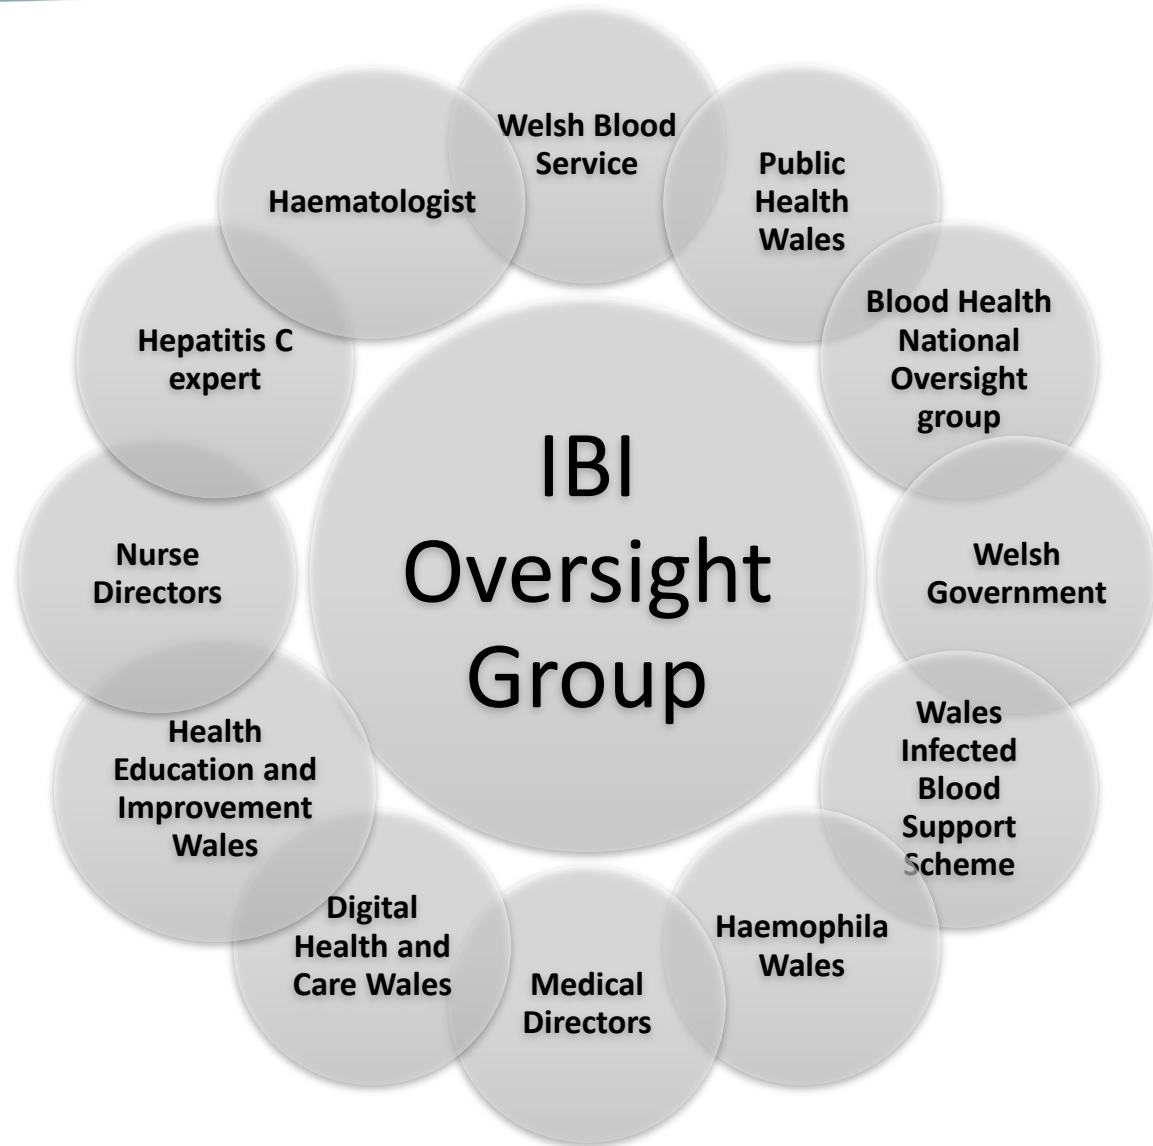 Welsh Blood
Service
Public
Health
Wales
Blood Health
National
Oversight
group
Welsh
Government
Wales
Infected
Blood
Support
Scheme
Haemophila
Wales
Medical
Directors
Digital
Health and
Care Wales
Health
Education and
Improvement
Wales
Nurse
Directors
Hepatitis C
expert
Haematologist
IBI
Oversight
Group